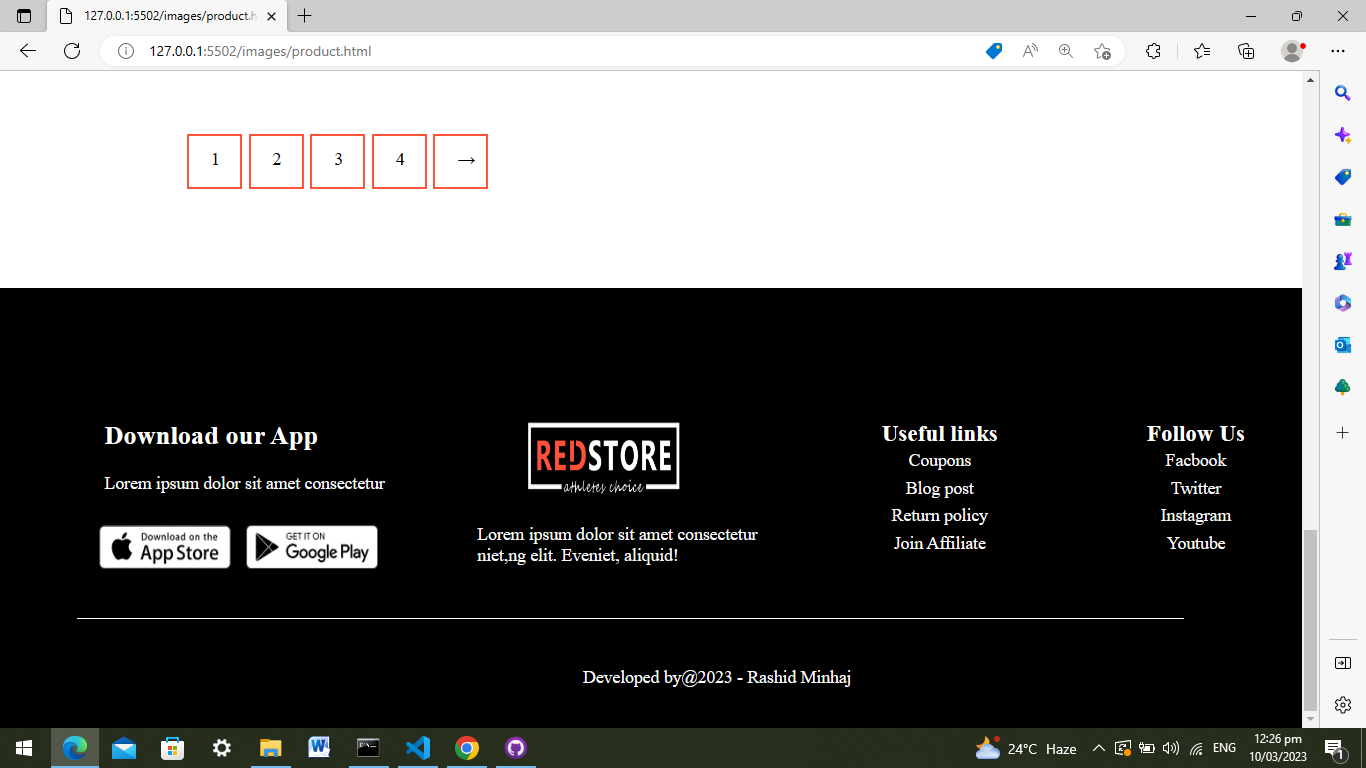 127.0.0.1:5502/images/product.h
127.0.0.1:5502/images/product.html
1 2 3 4 →
Download our App
Lorem ipsum dolor sit amet consectetur
Download on the
App Store
GET IT ON
Google Play
REDSTORE
athletes choice
Lorem ipsum dolor sit amet consectetur
niet,ng elit. Eveniet, aliquid!
Useful links
Coupons
Blog post
Return policy
Join Affiliate
Follow Us
Facbook
Twitter
Instagram
Youtube
Developed by@2023 - Rashid Minhaj
24°C Haze
ENG
12:26 pm
10/03/2023
1